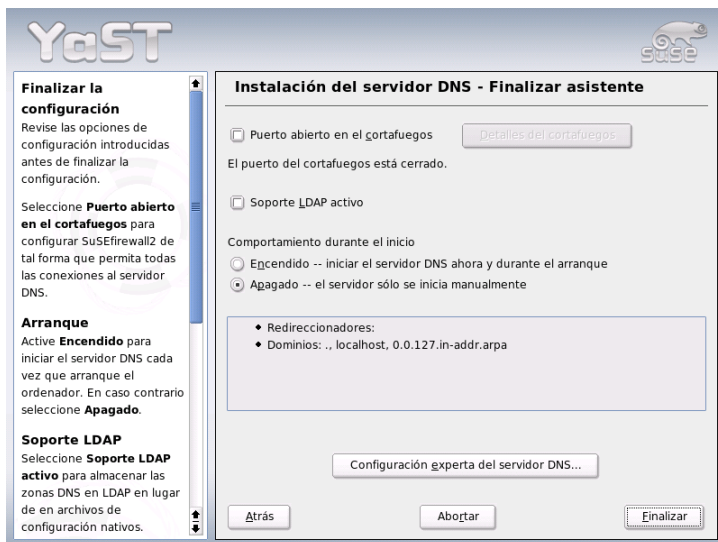 YaST
SUSE
Finalizar la
configuración
Revise las opciones de
configuración introducidas
antes de finalizar la
configuración.
Seleccione Puerto abierto
en el cortafuegos para
configurar SuSEfirewall2 de
tal forma que permita todas
las conexiones al servidor
DNS.
Arranque
Active Encendido para
iniciar el servidor DNS cada
vez que arranque el
ordenador. En caso contrario
seleccione Apagado.
Soporte LDAP
Seleccione Soporte LDAP
activo para almacenar las
zonas DNS en LDAP en lugar
de en archivos de
configuración nativos.
Instalación del servidor DNS - Finalizar asistente
Puerto abierto en el cortafuegos
Detalles del cortafuegos
El puerto del cortafuegos está cerrado.
Soporte LDAP activo
Comportamiento durante el inicio
Encendido -- iniciar el servidor DNS ahora y durante el arranque
Apagado -- el servidor sólo se inicia manualmente
Redireccionadores:
Dominios: ., localhost, 0.0.127.in-addr.arpa
Configuración experta del servidor DNS...
Atrás
Abortar
Finalizar